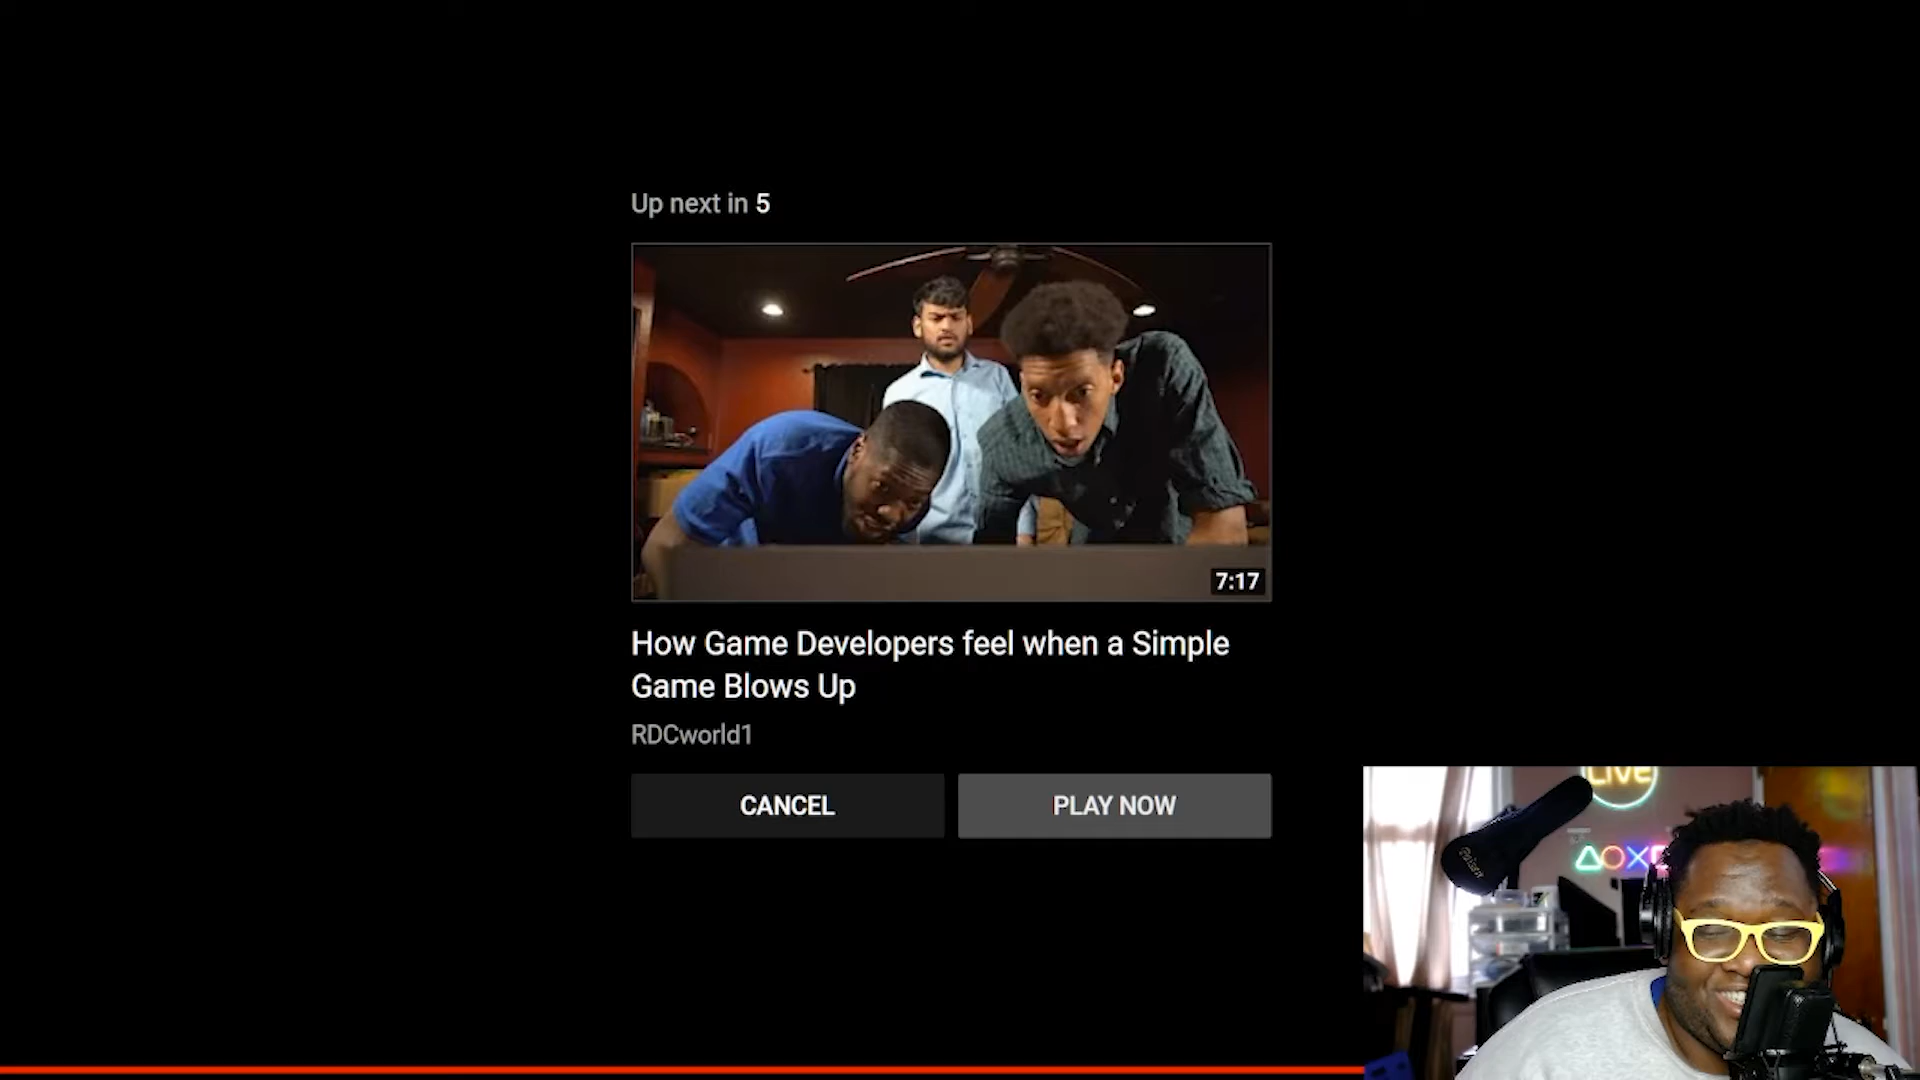 Up next in 5
7:17
How Game Developers feel when a Simple
Game Blows Up
RDCworld1
CANCEL
PLAY NOW
LIVE